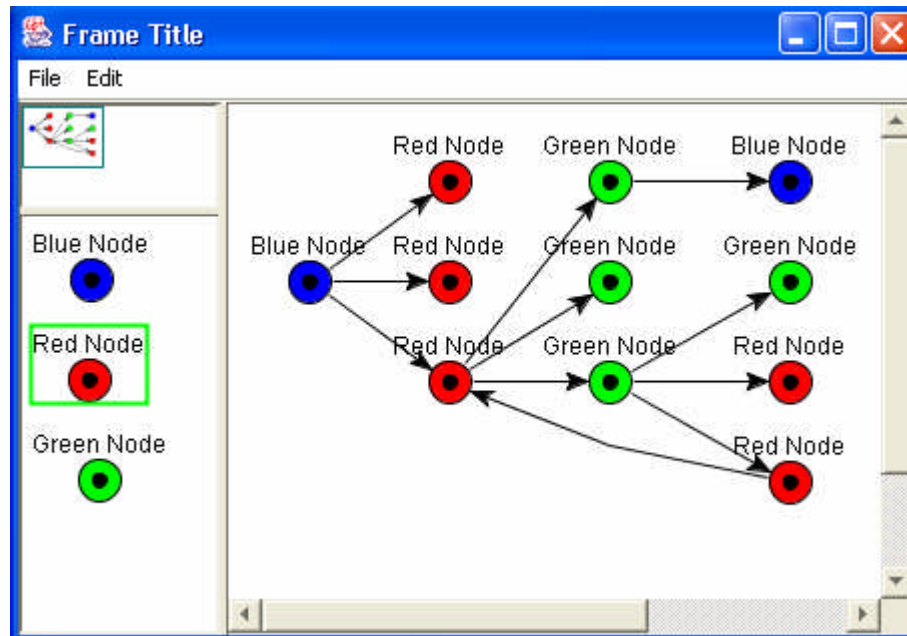 Frame Title
File Edit
Blue Node
Red Node
Green Node
Red Node Green Node Blue Node
Blue Node Red Node Green Node Green Node
Red Node Green Node Red Node
Red Node